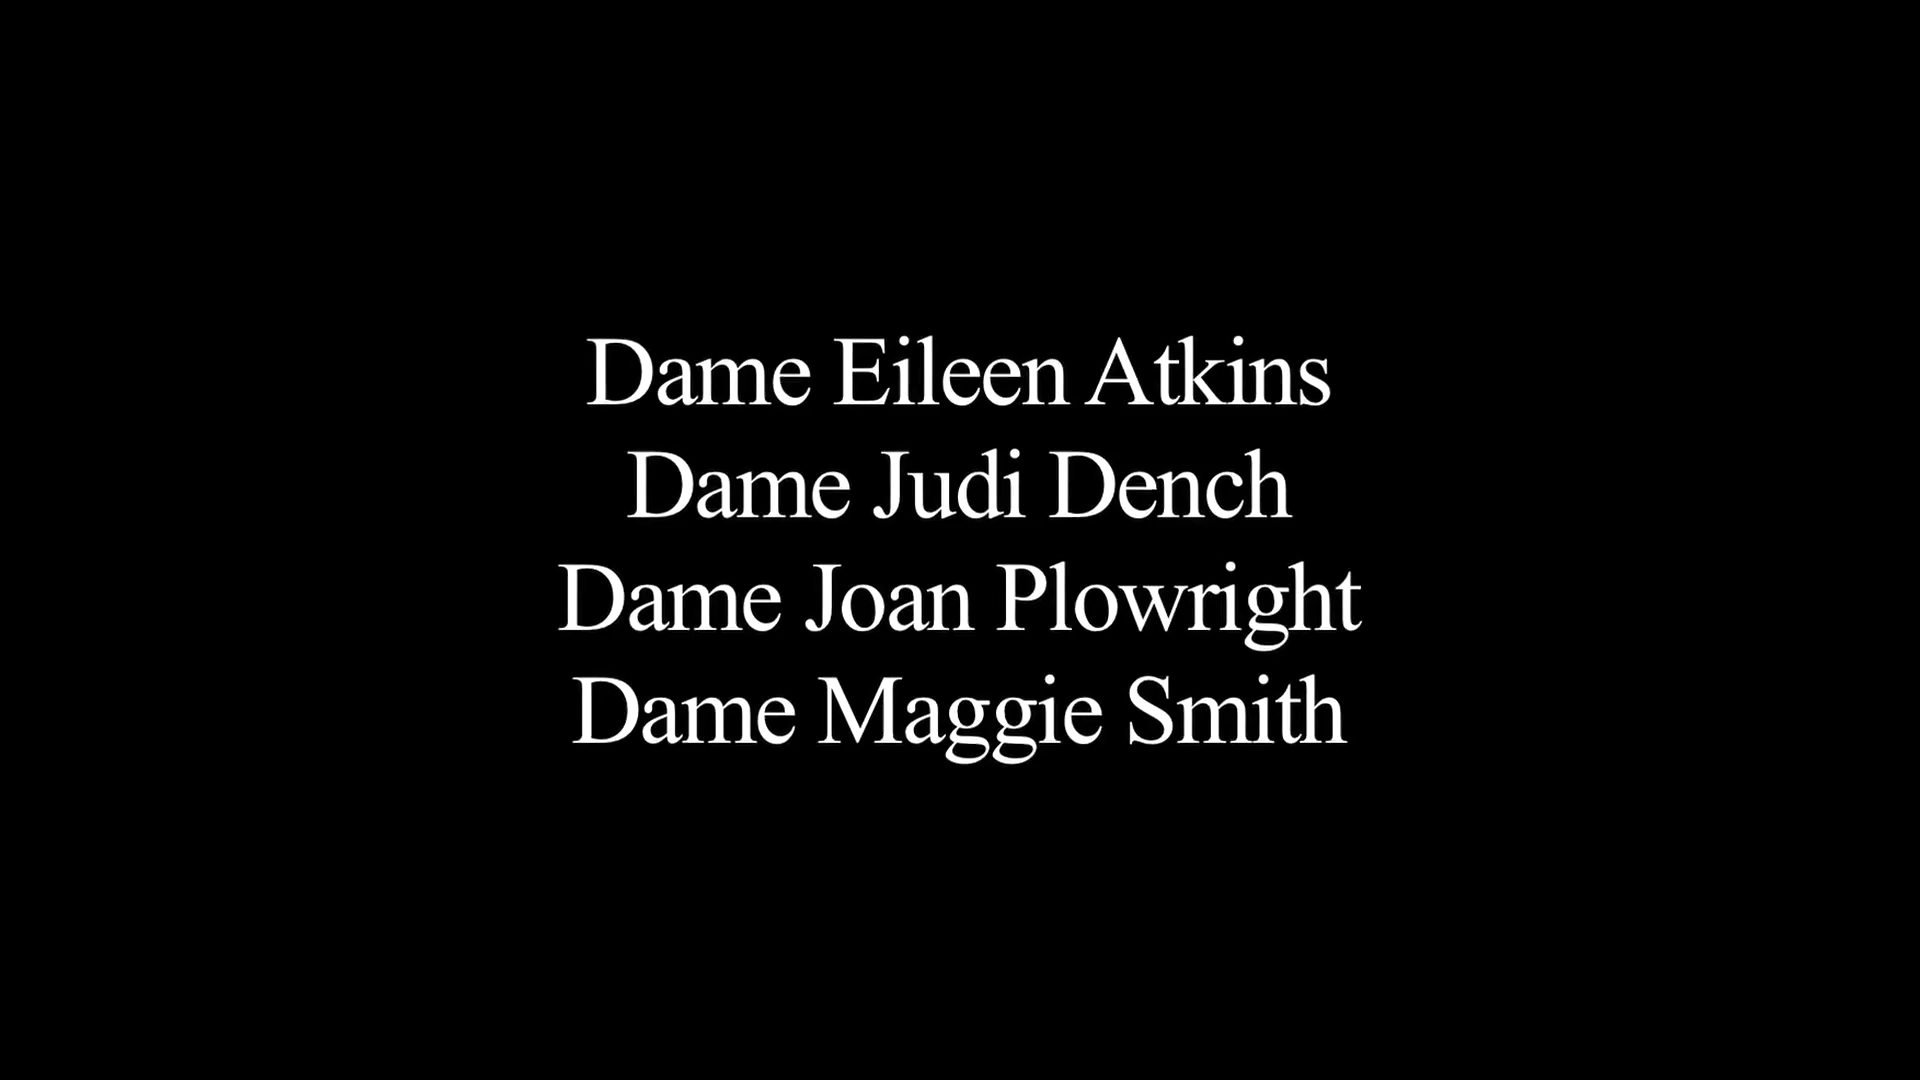 Dame Eileen Atkins
Dame Judi Dench
Dame Joan Plowright
Dame Maggie Smith